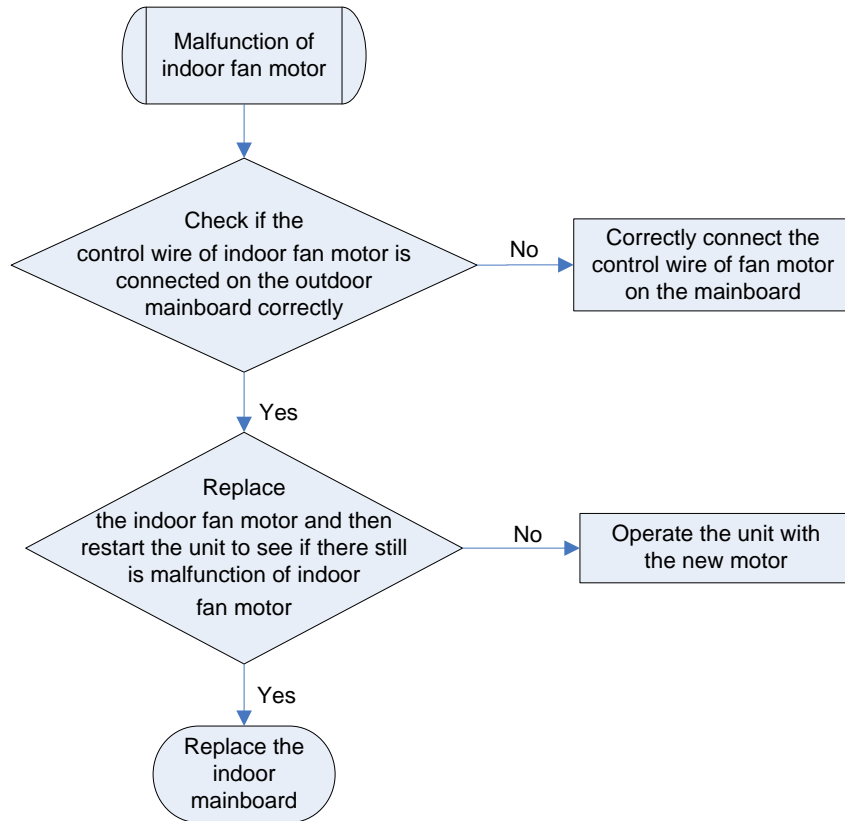 Malfunction of
indoor fan motor
Check if the
control wire of indoor fan motor is
connected on the outdoor
mainboard correctly
No
Correctly connect the
control wire of fan motor
on the mainboard
Yes
Replace
the indoor fan motor and then
restart the unit to see if there still
is malfunction of indoor
fan motor
No
Operate the unit with
the new motor
Yes
Replace the
indoor
mainboard